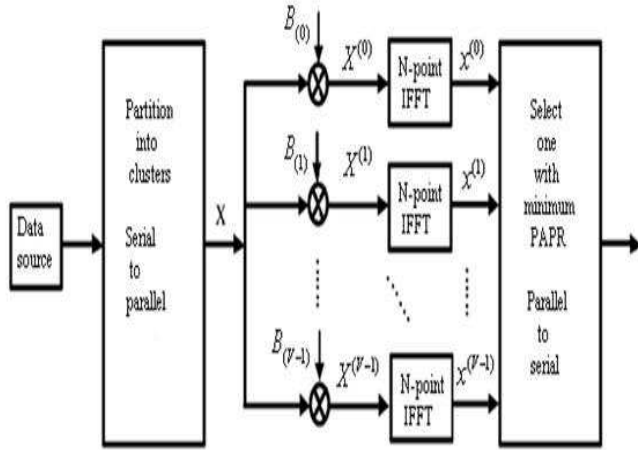 Data
source
Partition
into
clusters
Serial
to
parallel
X
B(0)
X^(0)
N-point
IFFT
x^(0)
B(1)
X^(1)
N-point
IFFT
x^(1)
B(V-1)
X^(V-1)
N-point
IFFT
x^(V-1)
Select
one
with
minimum
PAPR
Parallel
to
serial